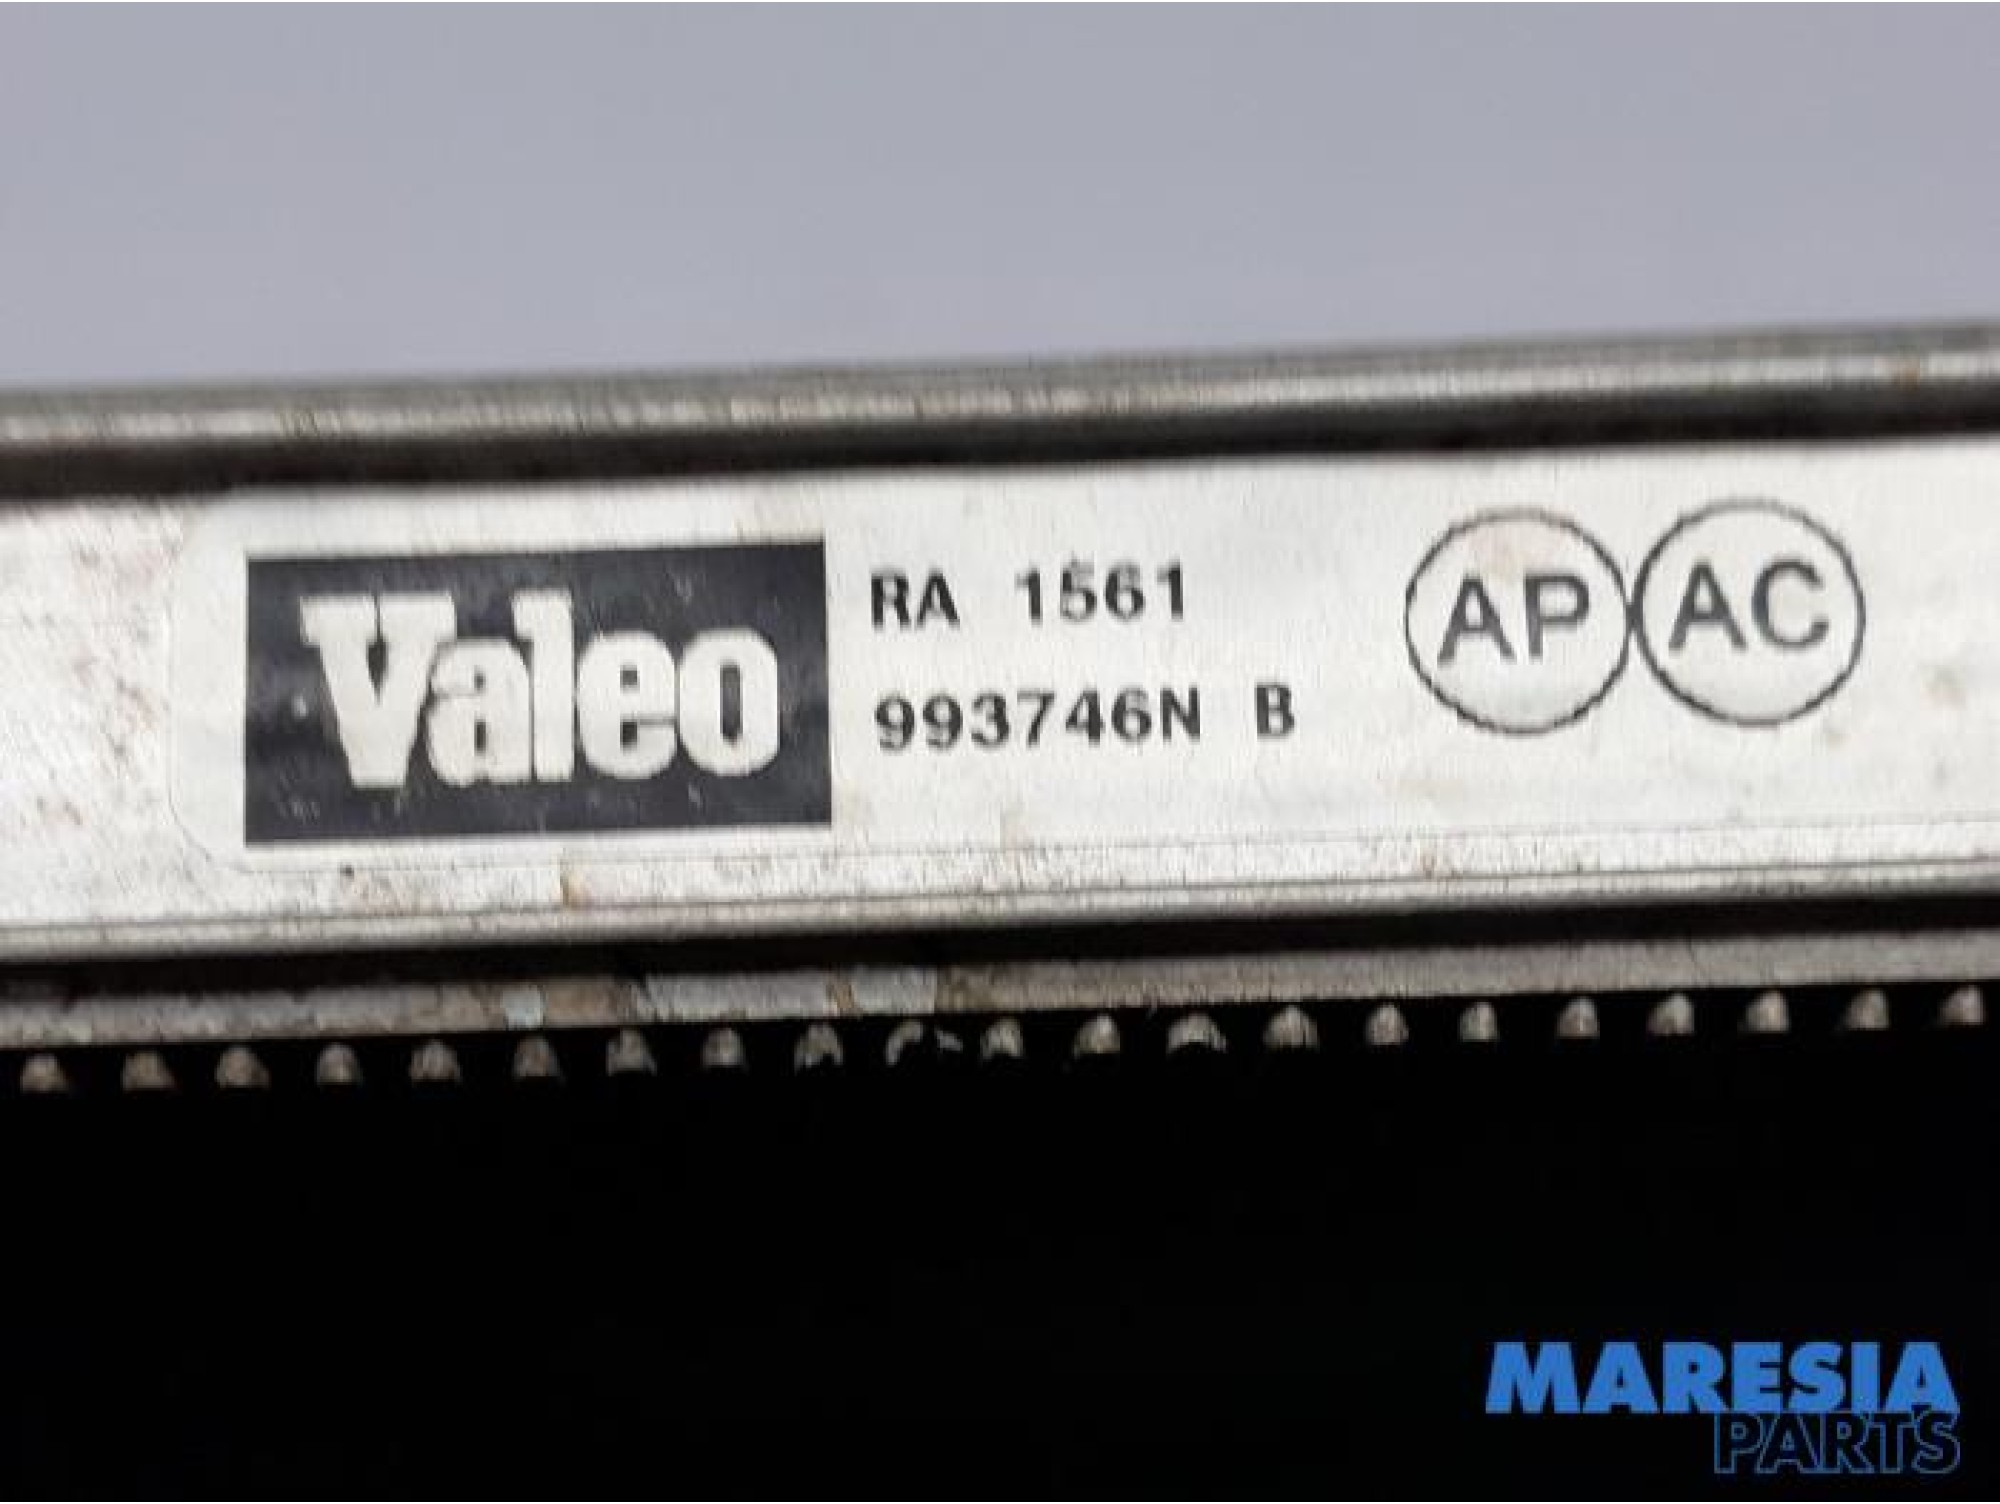 Valeo
RA 1561
993746N B
AP AC
MARESIA
PARTS